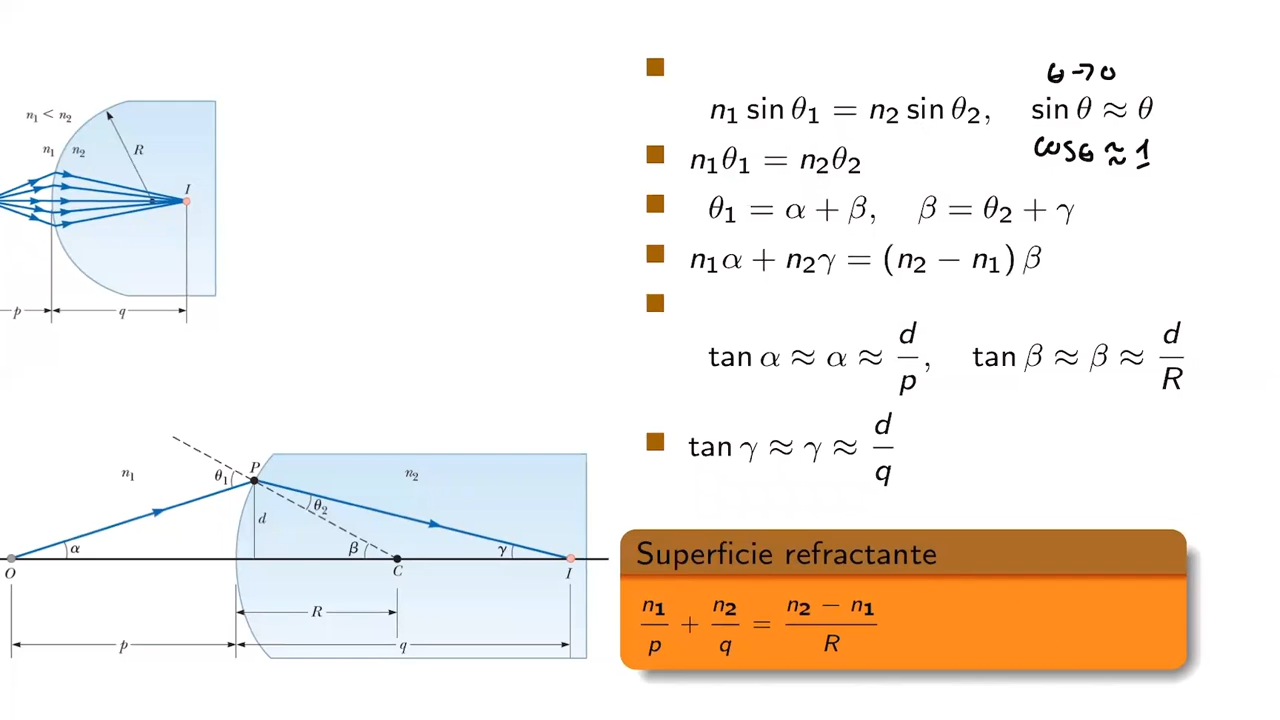 n₁ < n₂
n₁ n₂
R
I
p
q
n₁
θ₁
P
n₂
θ₂
d
α
β
γ
O
C
I
R
p
q
θ→0
n₁ sin θ₁ = n₂ sin θ₂, sin θ ≈ θ
cosθ ≈ 1
n₁θ₁ = n₂θ₂
θ₁ = α + β, β = θ₂ + γ
n₁α + n₂γ = (n₂ − n₁) β
tan α ≈ α ≈ d/p, tan β ≈ β ≈ d/R
tan γ ≈ γ ≈ d/q
Superficie refractante
n₁/p + n₂/q = (n₂ − n₁)/R